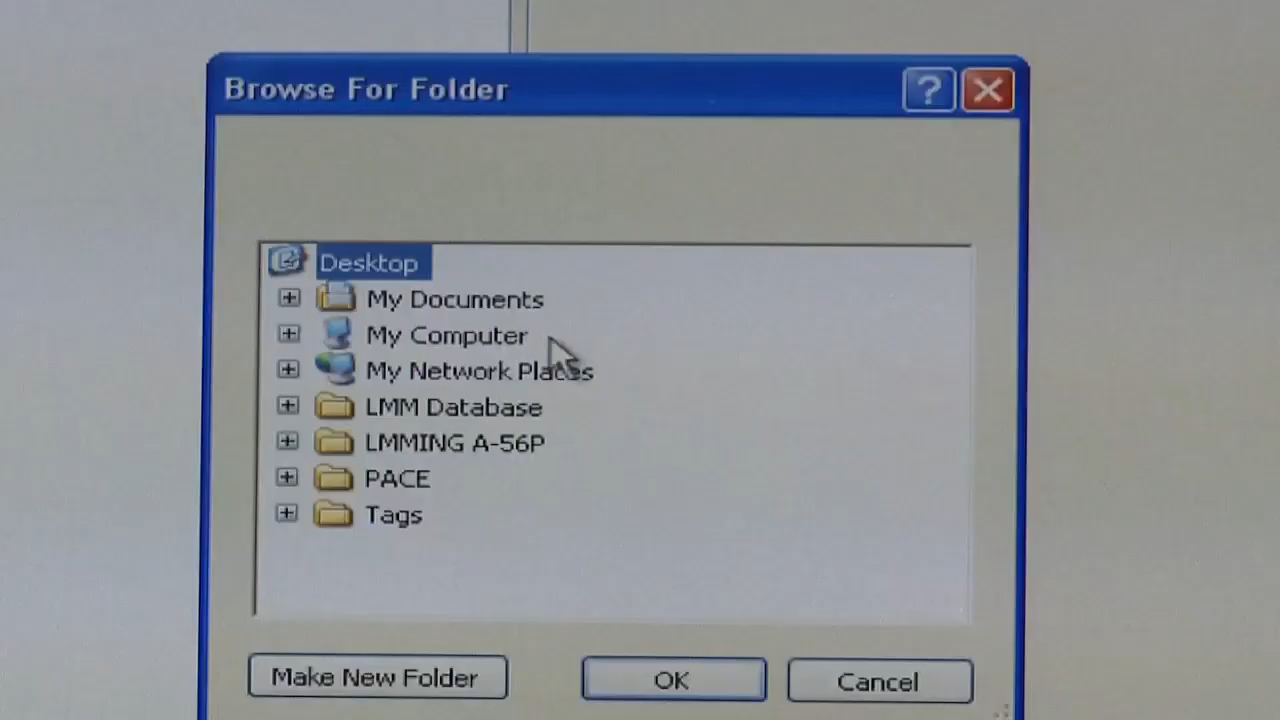 Browse For Folder
Desktop
My Documents
My Computer
My Network Places
LMM Database
LMMING A-56P
PACE
Tags
Make New Folder
OK
Cancel